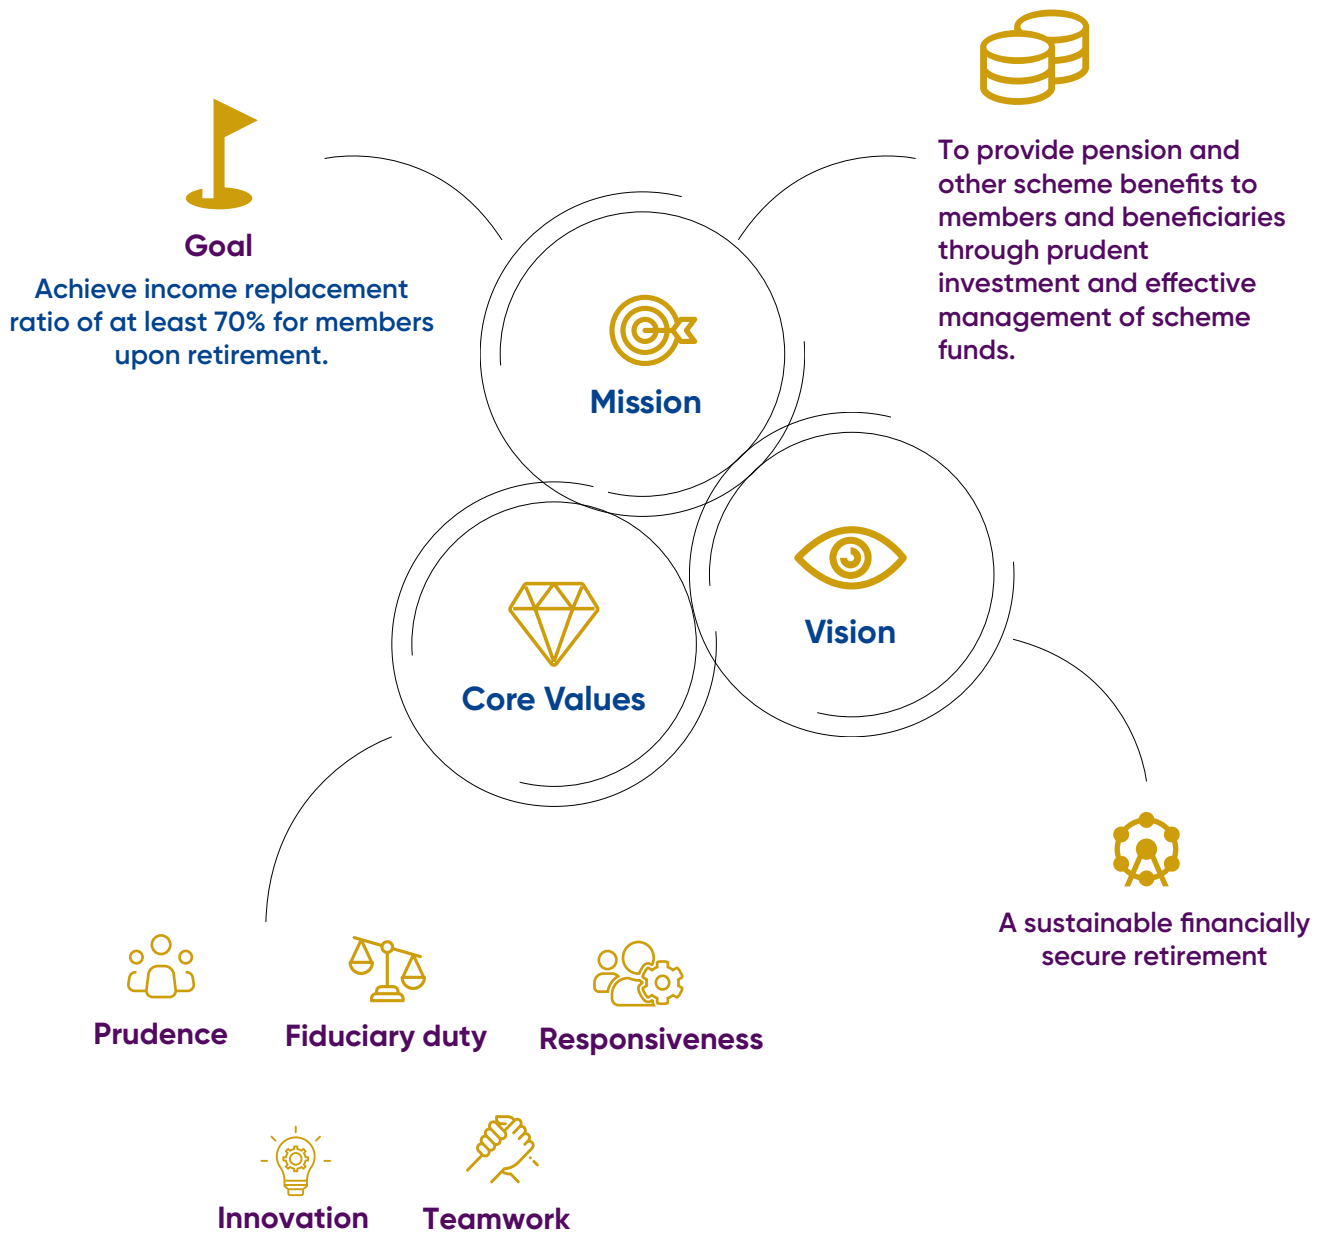 Goal
Achieve income replacement
ratio of at least 70% for members
upon retirement.
To provide pension and
other scheme benefits to
members and beneficiaries
through prudent
investment and effective
management of scheme
funds.
Mission
Vision
Core Values
A sustainable financially
secure retirement
Prudence
Fiduciary duty
Responsiveness
Innovation
Teamwork